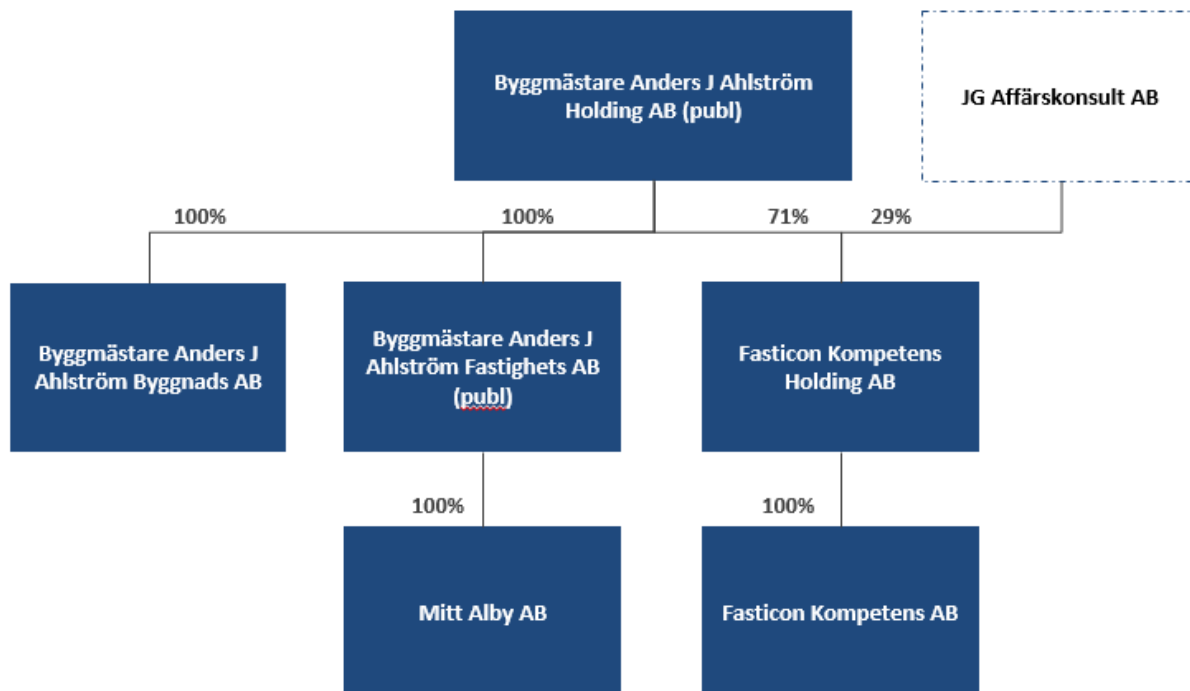 Byggmästare Anders J Ahlström
Holding AB (publ)
JG Affärskonsult AB
100%
100%
71%
29%
Byggmästare Anders J
Ahlström Byggnads AB
Byggmästare Anders J
Ahlström Fastighets AB
(publ)
Fasticon Kompetens
Holding AB
100%
100%
Mitt Alby AB
Fasticon Kompetens AB